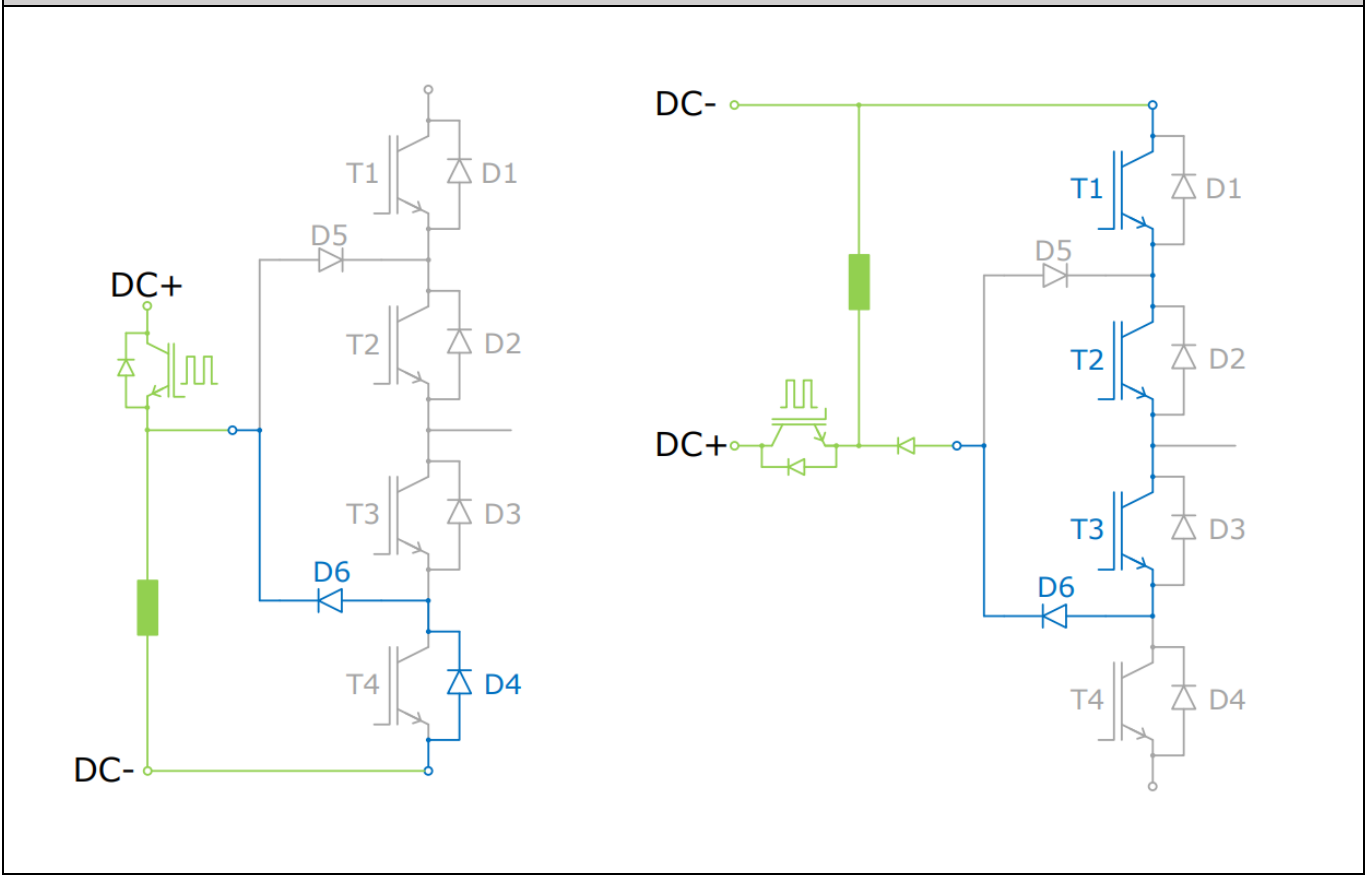 DC-
T1 D1 T1 D1
D5 D5
DC+
T2 D2 T2 D2
DC+
T3 D3 T3 D3
D6 D6
T4 D4 T4 D4
DC-